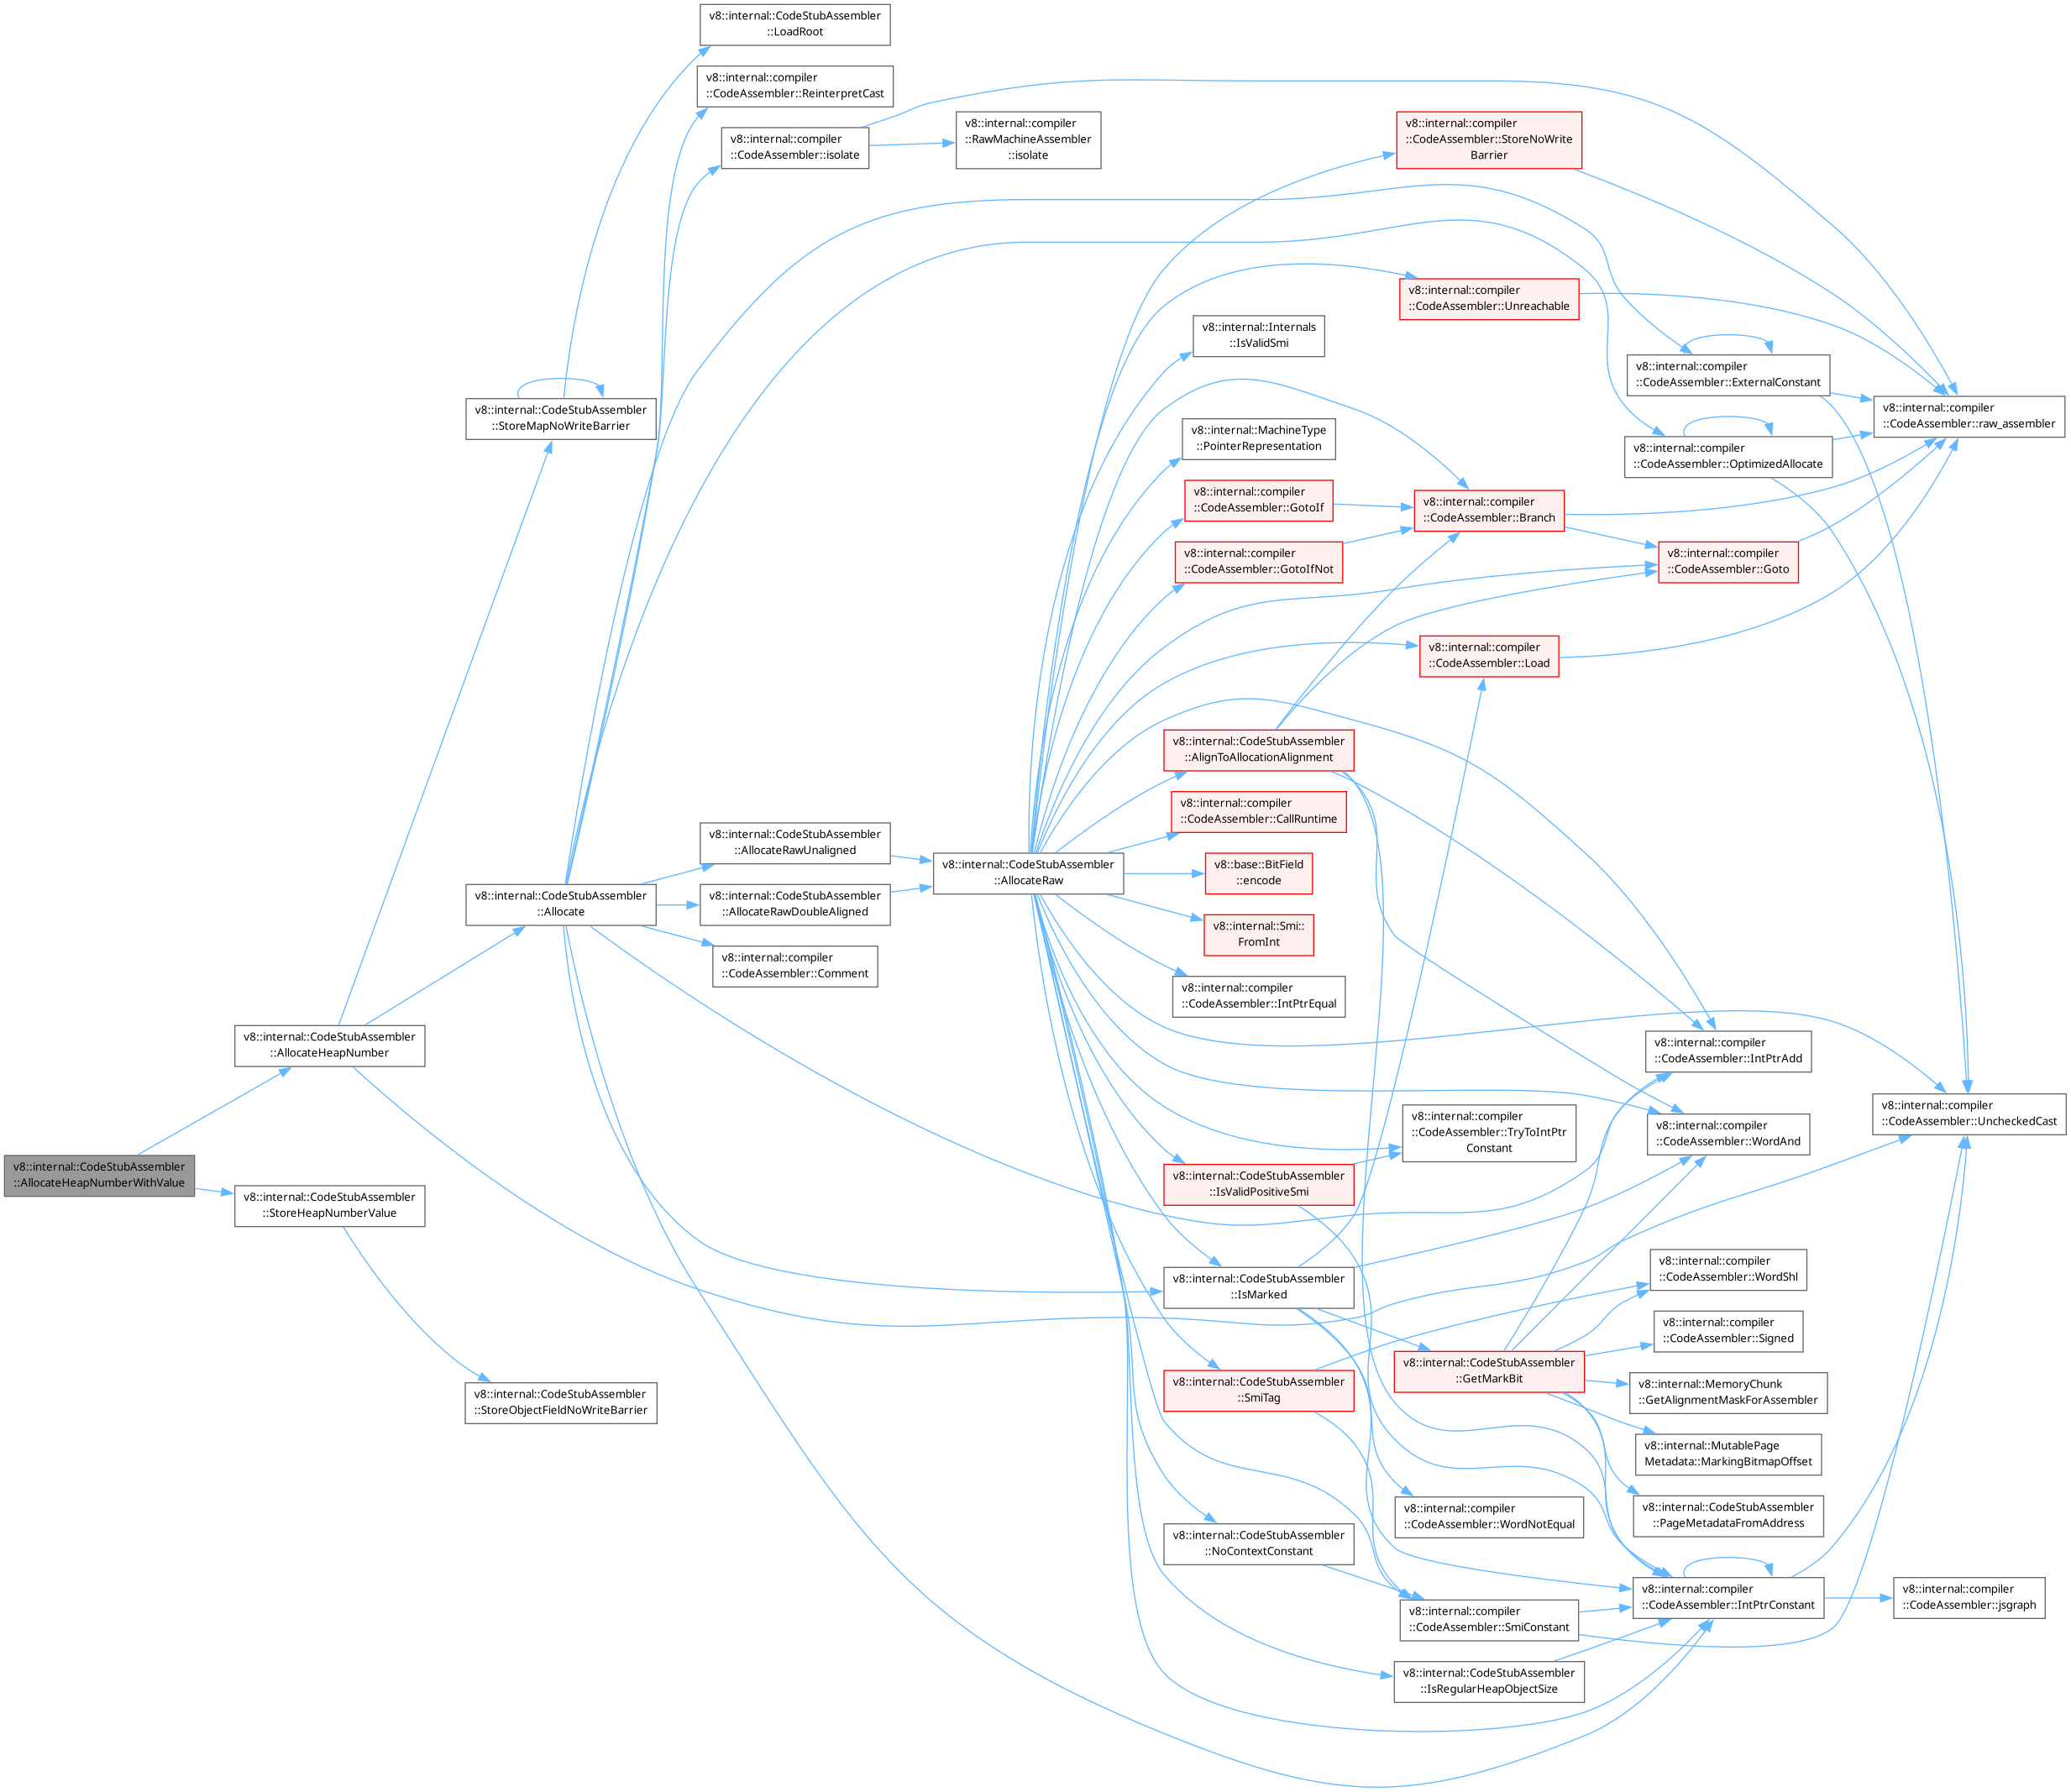 v8::internal::CodeStubAssembler
::LoadRoot
v8::internal::compiler
::CodeAssembler::ReinterpretCast
v8::internal::compiler
::CodeAssembler::isolate
v8::internal::compiler
::RawMachineAssembler
::isolate
v8::internal::compiler
::CodeAssembler::StoreNoWrite
Barrier
v8::internal::compiler
::CodeAssembler::Unreachable
v8::internal::Internals
::IsValidSmi
v8::internal::compiler
::CodeAssembler::ExternalConstant
v8::internal::CodeStubAssembler
::StoreMapNoWriteBarrier
v8::internal::compiler
::CodeAssembler::raw_assembler
v8::internal::MachineType
::PointerRepresentation
v8::internal::compiler
::CodeAssembler::OptimizedAllocate
v8::internal::compiler
::CodeAssembler::GotoIf
v8::internal::compiler
::CodeAssembler::Branch
v8::internal::compiler
::CodeAssembler::GotoIfNot
v8::internal::compiler
::CodeAssembler::Goto
v8::internal::compiler
::CodeAssembler::Load
v8::internal::CodeStubAssembler
::AlignToAllocationAlignment
v8::internal::compiler
::CodeAssembler::CallRuntime
v8::internal::CodeStubAssembler
::AllocateRawUnaligned
v8::internal::CodeStubAssembler
::AllocateRaw
v8::base::BitField
::encode
v8::internal::CodeStubAssembler
::Allocate
v8::internal::CodeStubAssembler
::AllocateRawDoubleAligned
v8::internal::Smi::
FromInt
v8::internal::compiler
::CodeAssembler::Comment
v8::internal::compiler
::CodeAssembler::IntPtrEqual
v8::internal::CodeStubAssembler
::AllocateHeapNumber
v8::internal::compiler
::CodeAssembler::IntPtrAdd
v8::internal::compiler
::CodeAssembler::UncheckedCast
v8::internal::compiler
::CodeAssembler::TryToIntPtr
Constant
v8::internal::compiler
::CodeAssembler::WordAnd
v8::internal::CodeStubAssembler
::AllocateHeapNumberWithValue
v8::internal::CodeStubAssembler
::IsValidPositiveSmi
v8::internal::CodeStubAssembler
::StoreHeapNumberValue
v8::internal::CodeStubAssembler
::IsMarked
v8::internal::compiler
::CodeAssembler::WordShl
v8::internal::compiler
::CodeAssembler::Signed
v8::internal::CodeStubAssembler
::GetMarkBit
v8::internal::CodeStubAssembler
::SmiTag
v8::internal::MemoryChunk
::GetAlignmentMaskForAssembler
v8::internal::CodeStubAssembler
::StoreObjectFieldNoWriteBarrier
v8::internal::MutablePage
Metadata::MarkingBitmapOffset
v8::internal::compiler
::CodeAssembler::WordNotEqual
v8::internal::CodeStubAssembler
::PageMetadataFromAddress
v8::internal::CodeStubAssembler
::NoContextConstant
v8::internal::compiler
::CodeAssembler::SmiConstant
v8::internal::compiler
::CodeAssembler::IntPtrConstant
v8::internal::compiler
::CodeAssembler::jsgraph
v8::internal::CodeStubAssembler
::IsRegularHeapObjectSize